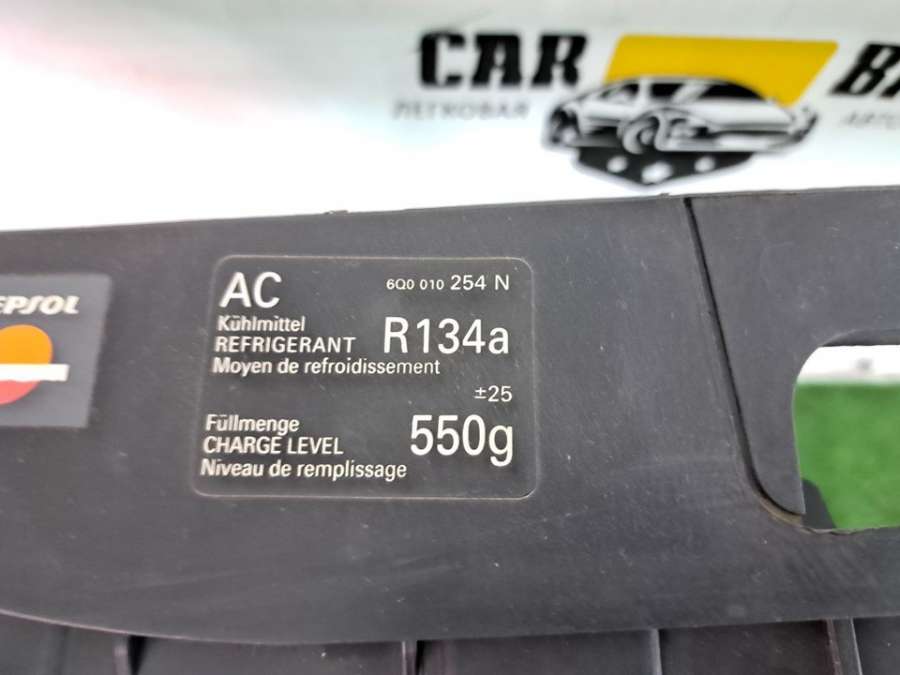 CAR
ЛЕГКОВАЯ
AC
6Q0 010 254 N
Kühlmittel
REFRIGERANT R134a
Moyen de refroidissement
±25
Füllmenge
CHARGE LEVEL 550g
Niveau de remplissage